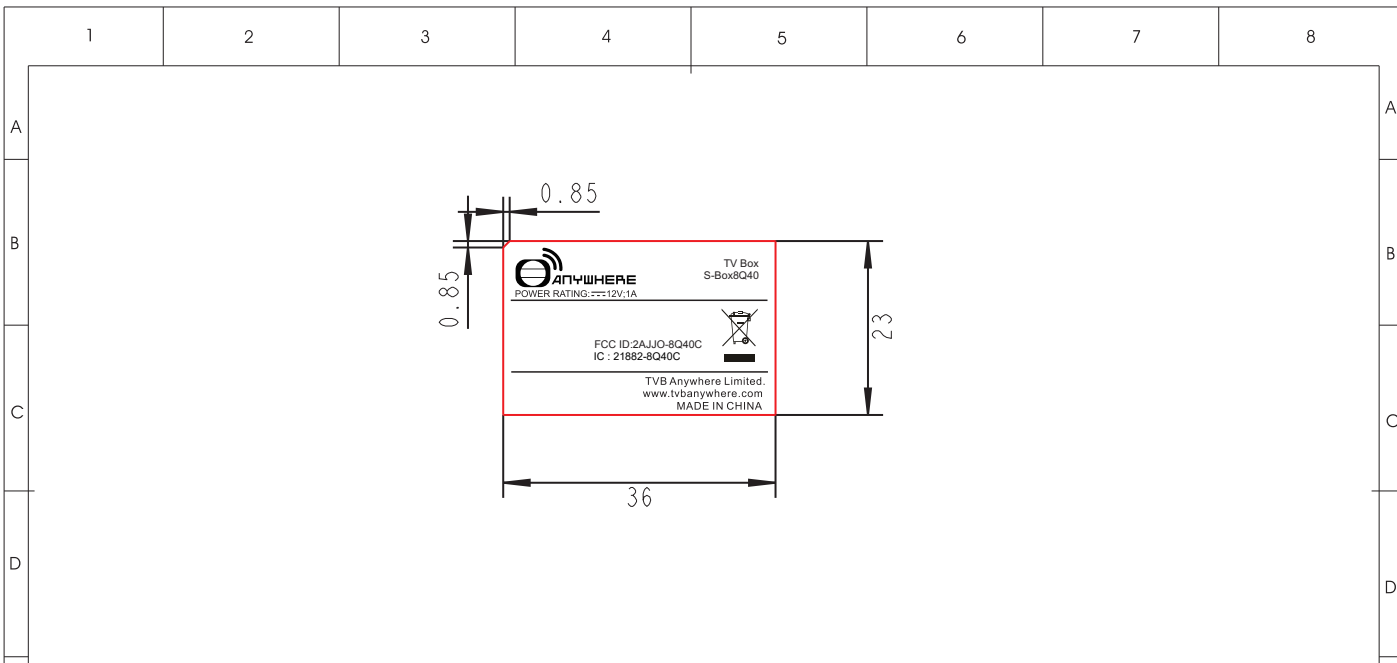 1 2 3 4 5 6 7 8
A A
0.85
B B
0.85
ANYWHERE
TV Box
S-Box8Q40
POWER RATING: 12V;1A
23
FCC ID:2AJJO-8Q40C
IC : 21882-8Q40C
TVB Anywhere Limited.
www.tvbanywhere.com
MADE IN CHINA
C C
36
D D